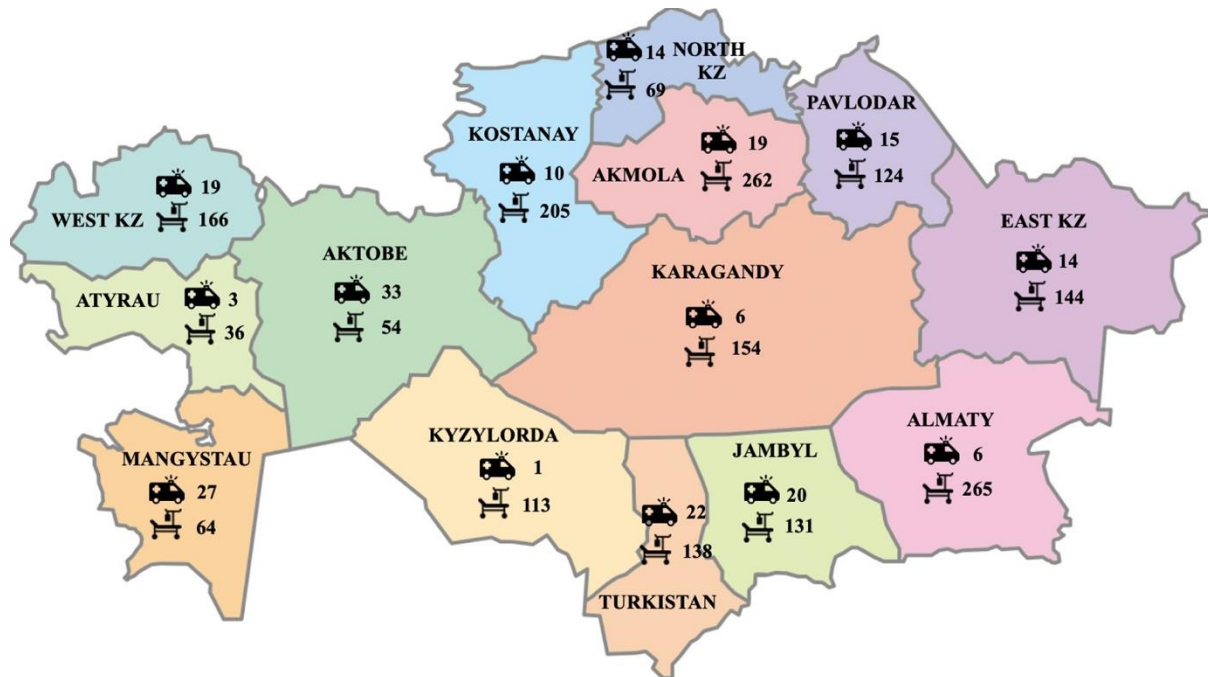 14 NORTH
KZ
69
PAVLODAR
15
124
KOSTANAY
10
205
19
AKMOLA
262
19
WEST KZ
166
EAST KZ
14
144
AKTOBE
33
54
KARAGANDY
6
154
ATYRAU
3
36
ALMATY
6
265
KYZYLORDA
1
113
JAMBYL
20
131
MANGYSTAU
27
64
22
138
TURKISTAN